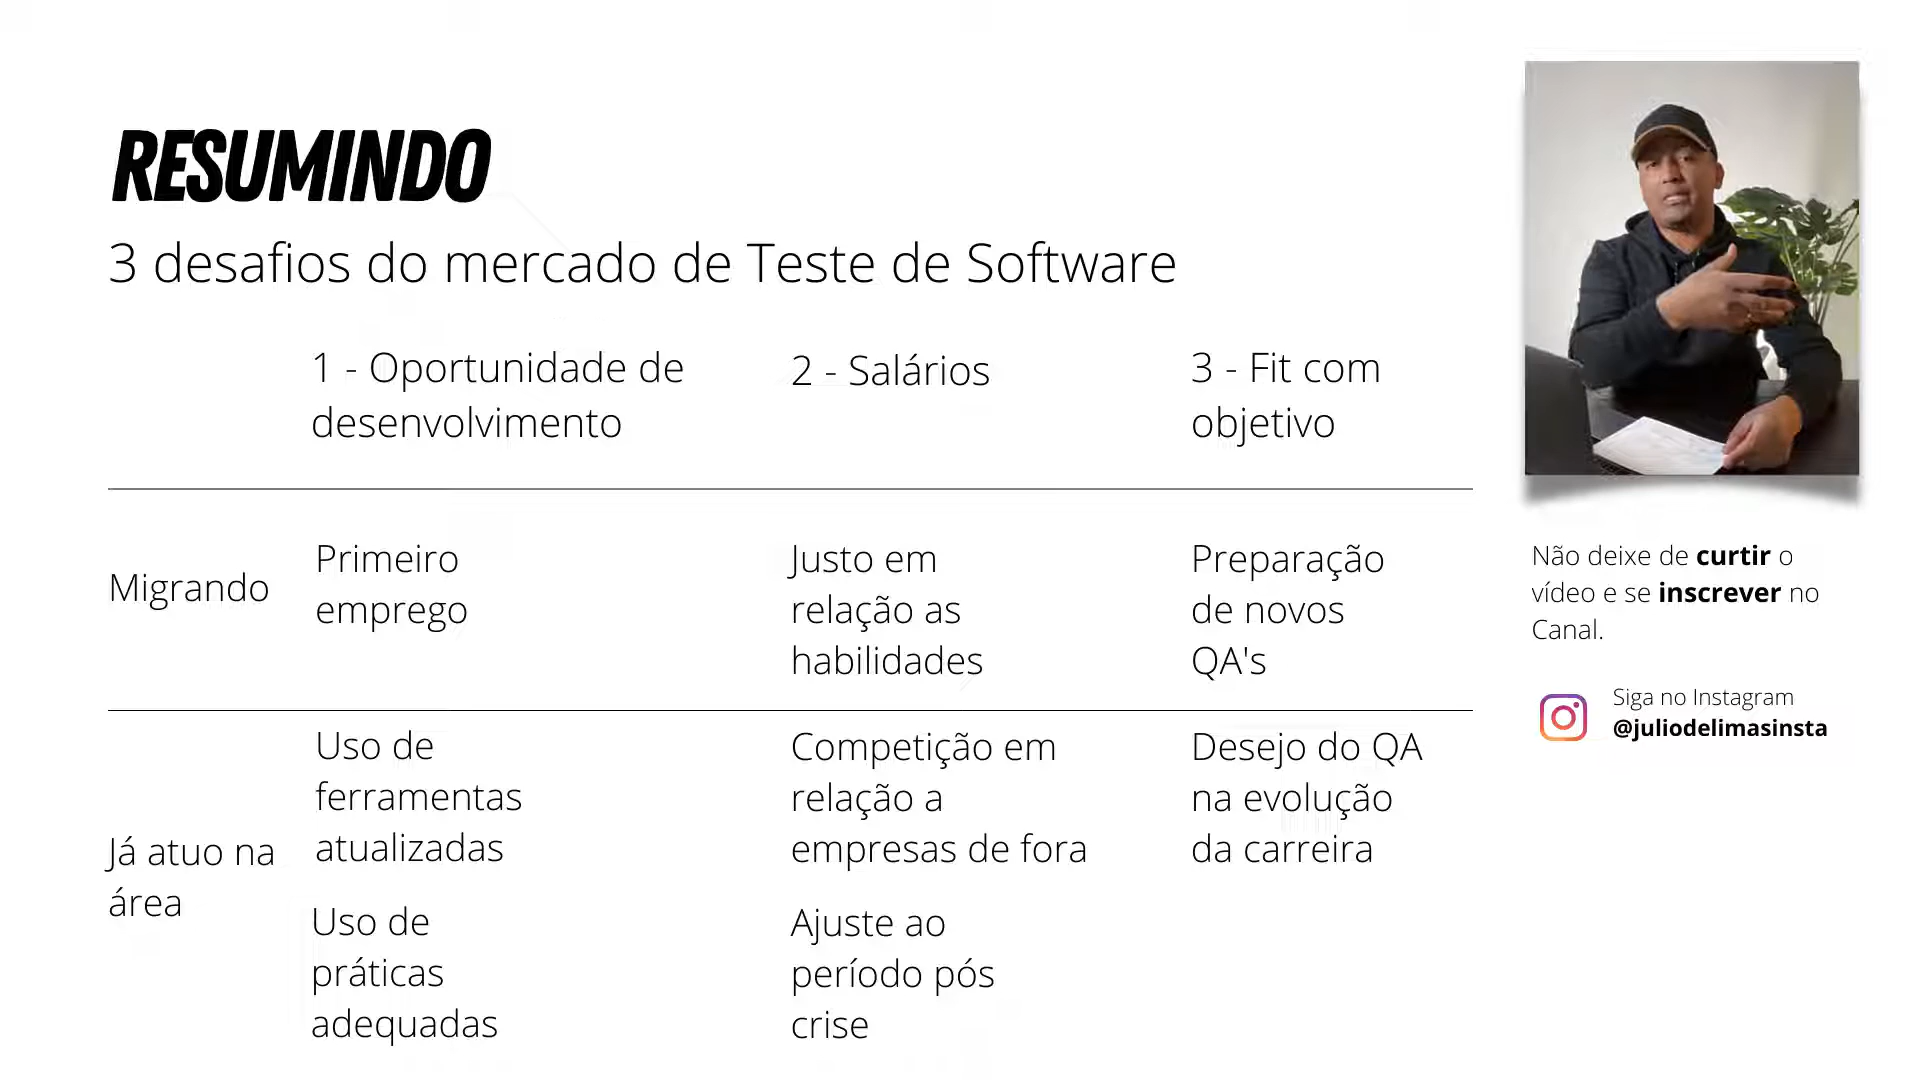 RESUMINDO
3 desafios do mercado de Teste de Software
1 - Oportunidade de
desenvolvimento
2 - Salários
3 - Fit com
objetivo
Migrando
Primeiro
emprego
Justo em
relação as
habilidades
Preparação
de novos
QA's
Já atuo na
área
Uso de
ferramentas
atualizadas
Uso de
práticas
adequadas
Competição em
relação a
empresas de fora
Ajuste ao
período pós
crise
Desejo do QA
na evolução
da carreira
Não deixe de curtir o
vídeo e se inscrever no
Canal.
Siga no Instagram
@juliodelimasinsta